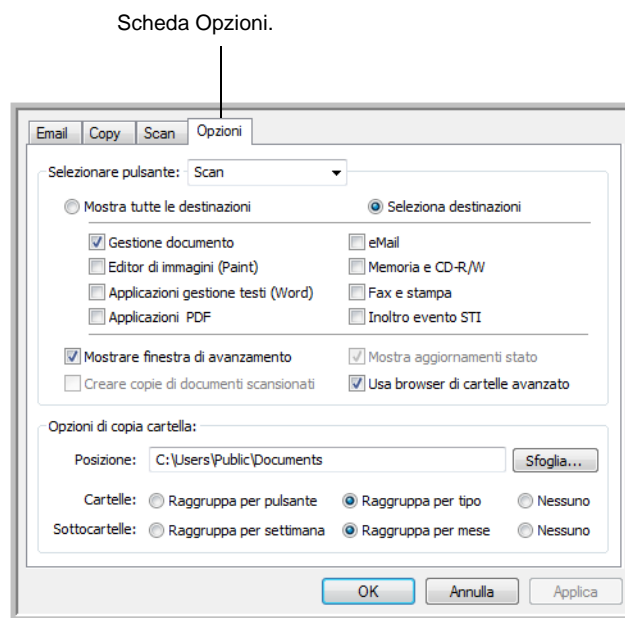 Scheda Opzioni.
Email Copy Scan Opzioni
Selezionare pulsante: Scan
Mostra tutte le destinazioni Seleziona destinazioni
Gestione documento eMail
Editor di immagini (Paint) Memoria e CD-R/W
Applicazioni gestione testi (Word) Fax e stampa
Applicazioni PDF Inoltro evento STI
Mostrare finestra di avanzamento Mostra aggiornamenti stato
Creare copie di documenti scansionati Usa browser di cartelle avanzato
Opzioni di copia cartella:
Posizione: C:\Users\Public\Documents Sfoglia...
Cartelle: Raggruppa per pulsante Raggruppa per tipo Nessuno
Sottocartelle: Raggruppa per settimana Raggruppa per mese Nessuno
OK Annulla Applica